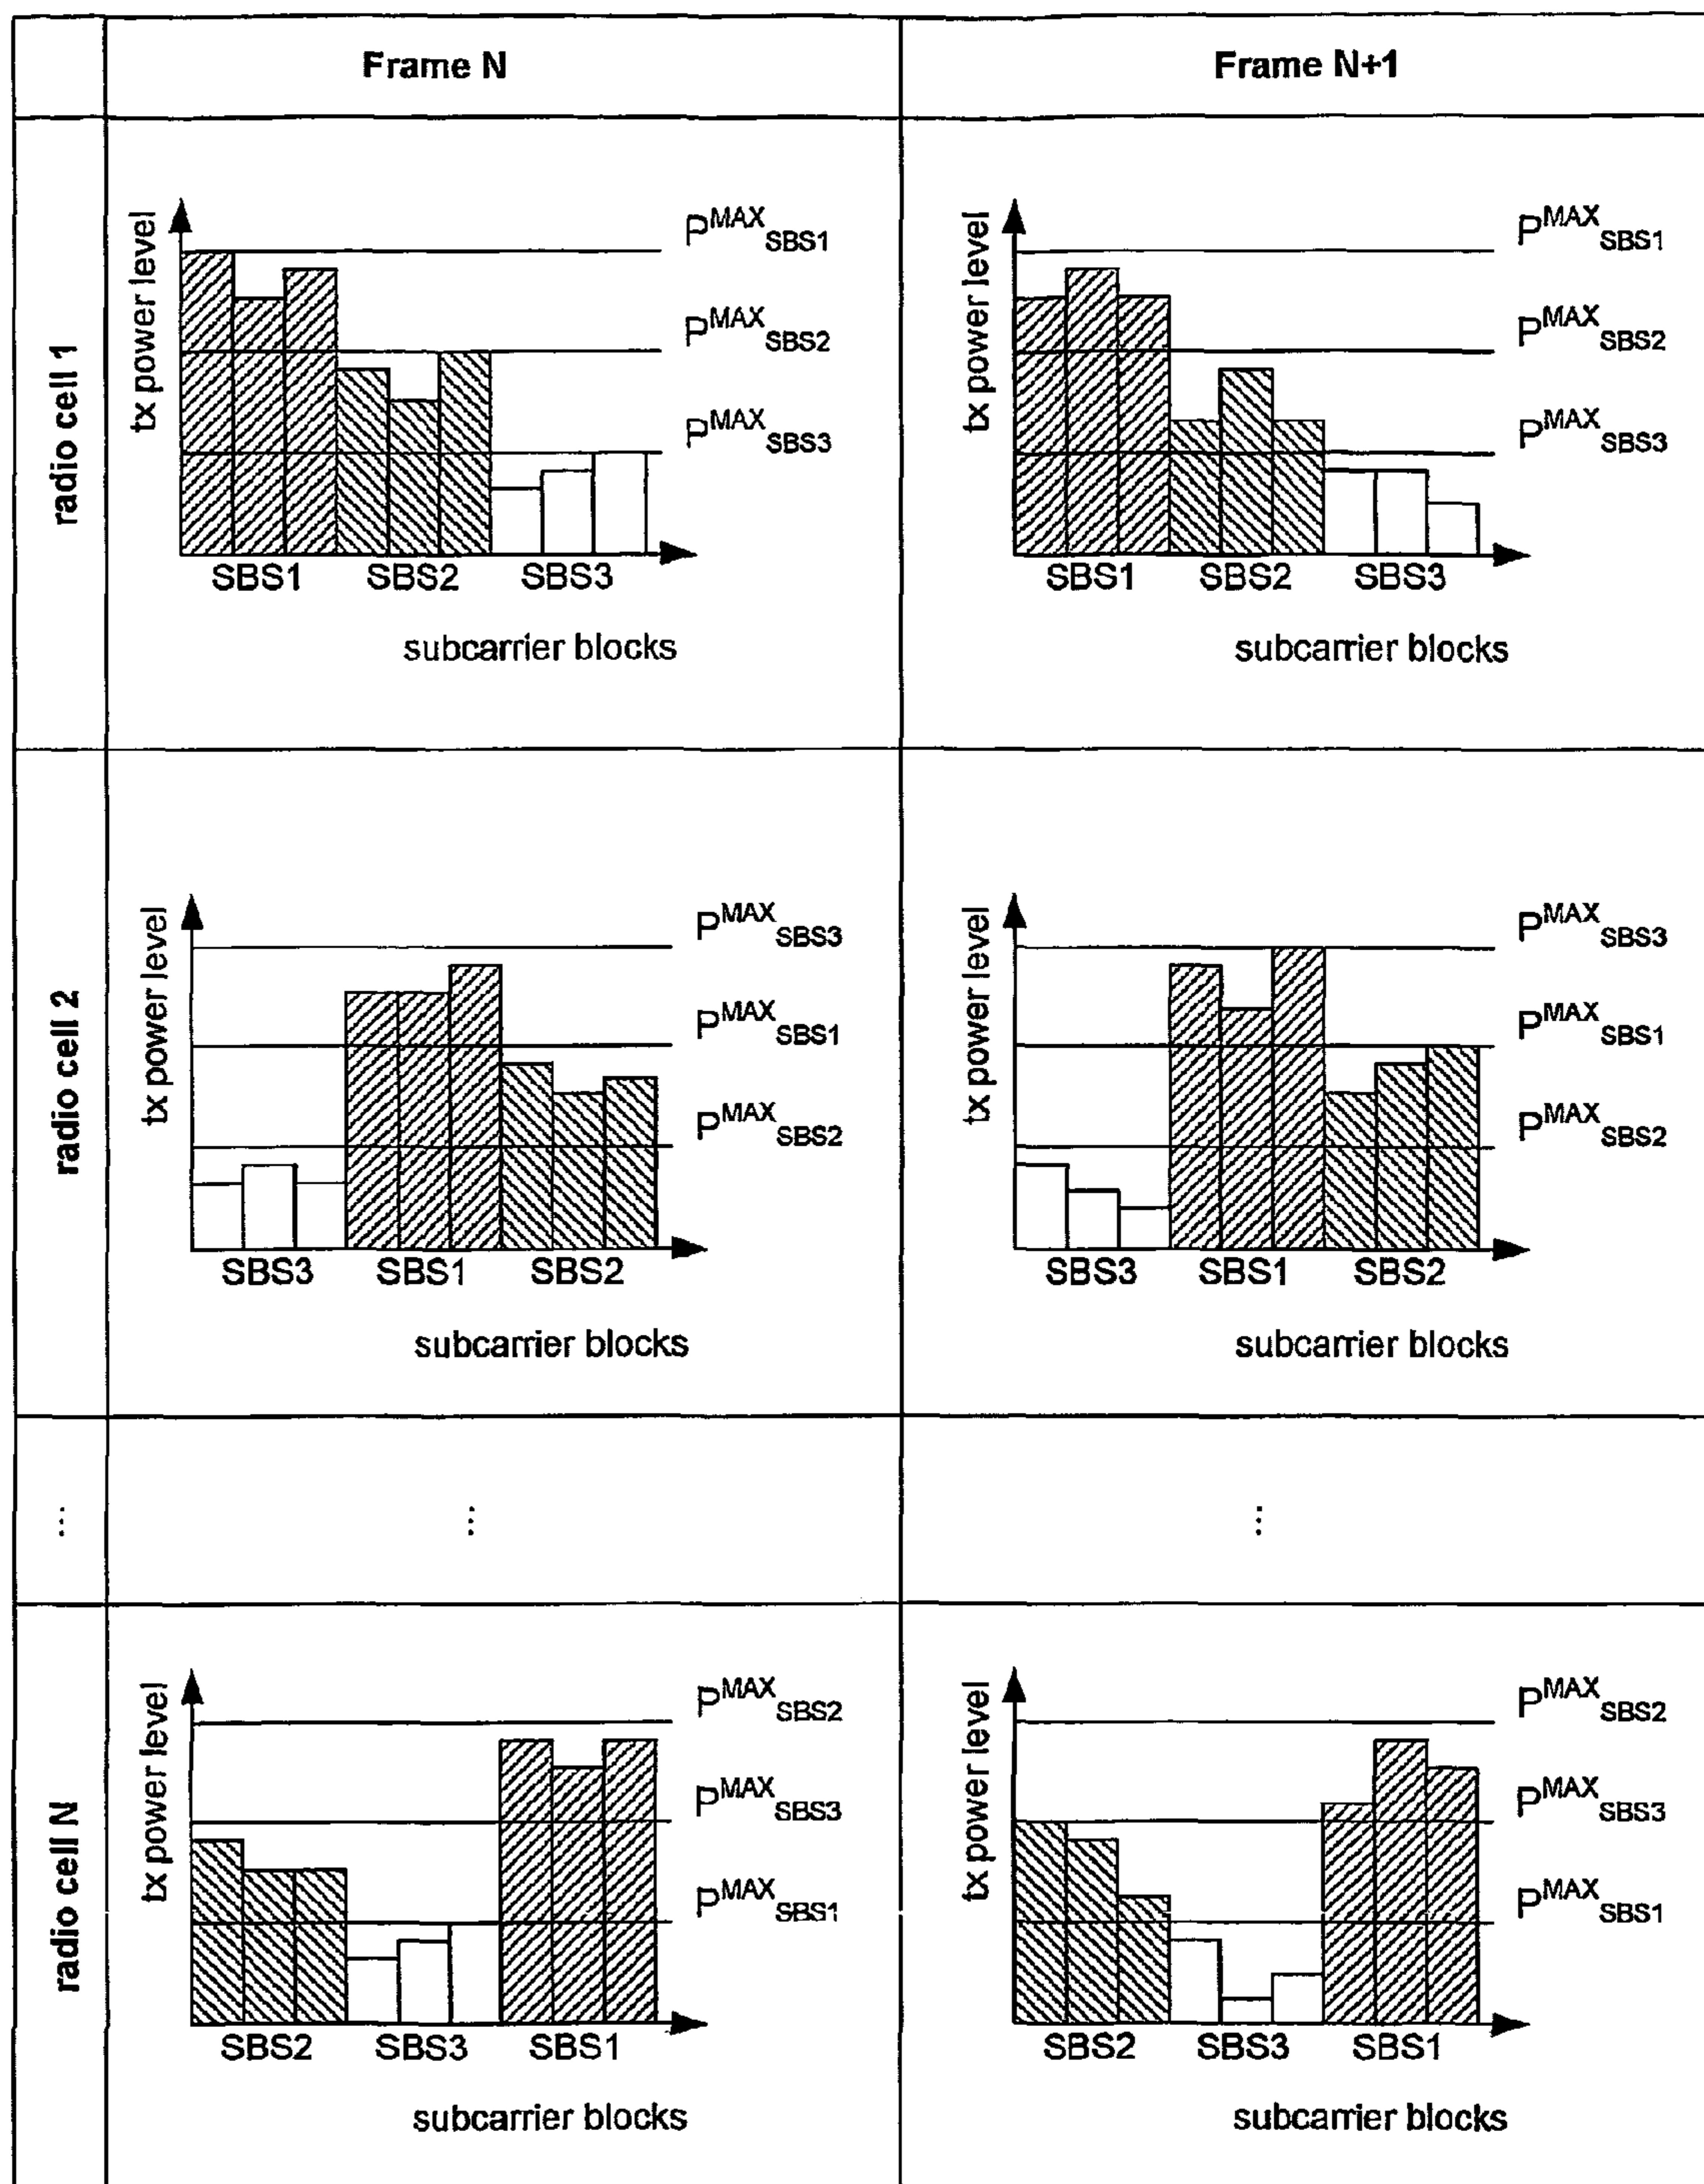 Frame N
Frame N+1
radio cell 1
tx power level
P^MAX_SBS1
P^MAX_SBS2
P^MAX_SBS3
SBS1 SBS2 SBS3
subcarrier blocks
tx power level
P^MAX_SBS1
P^MAX_SBS2
P^MAX_SBS3
SBS1 SBS2 SBS3
subcarrier blocks
radio cell 2
tx power level
P^MAX_SBS3
P^MAX_SBS1
P^MAX_SBS2
SBS3 SBS1 SBS2
subcarrier blocks
tx power level
P^MAX_SBS3
P^MAX_SBS1
P^MAX_SBS2
SBS3 SBS1 SBS2
subcarrier blocks
...
⋮
⋮
radio cell N
tx power level
P^MAX_SBS2
P^MAX_SBS3
P^MAX_SBS1
SBS2 SBS3 SBS1
subcarrier blocks
tx power level
P^MAX_SBS2
P^MAX_SBS3
P^MAX_SBS1
SBS2 SBS3 SBS1
subcarrier blocks